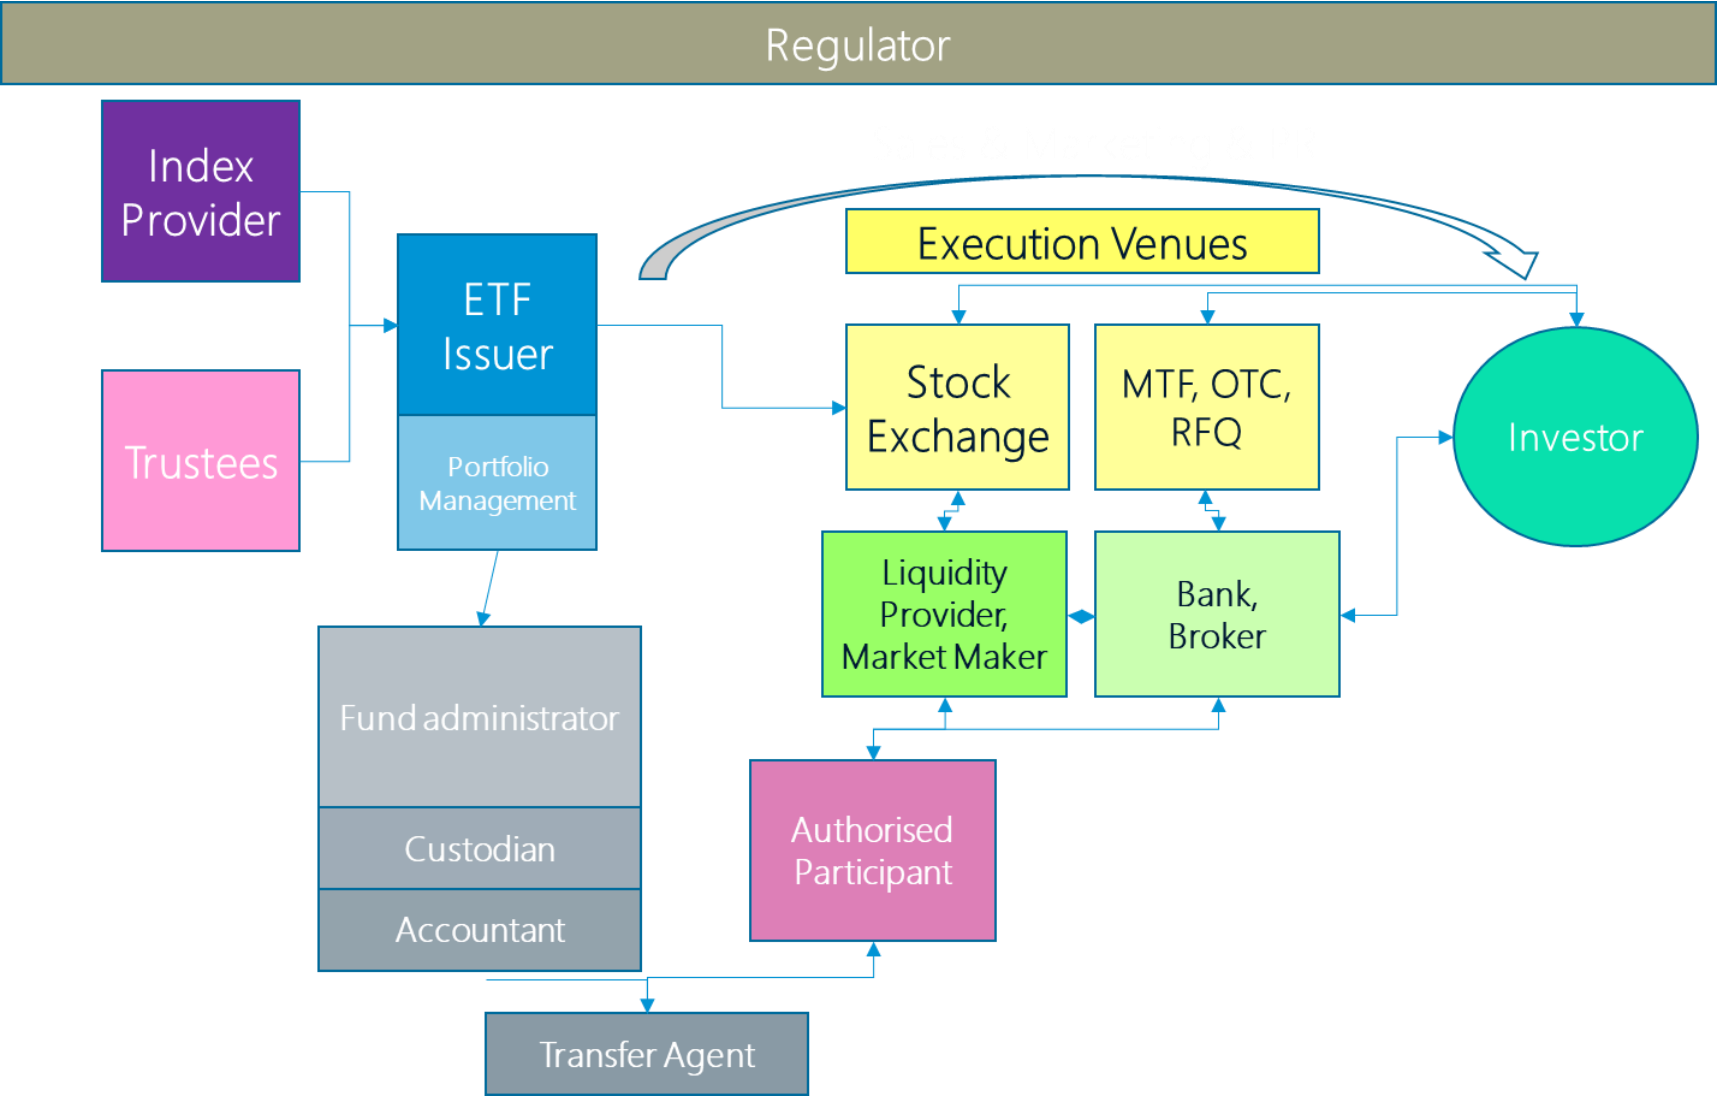 Regulator
Index
Provider
ETF
Issuer
Portfolio
Management
Trustees
Execution Venues
Stock
Exchange
MTF, OTC,
RFQ
Investor
Liquidity
Provider,
Market Maker
Bank,
Broker
Fund administrator
Custodian
Accountant
Authorised
Participant
Transfer Agent